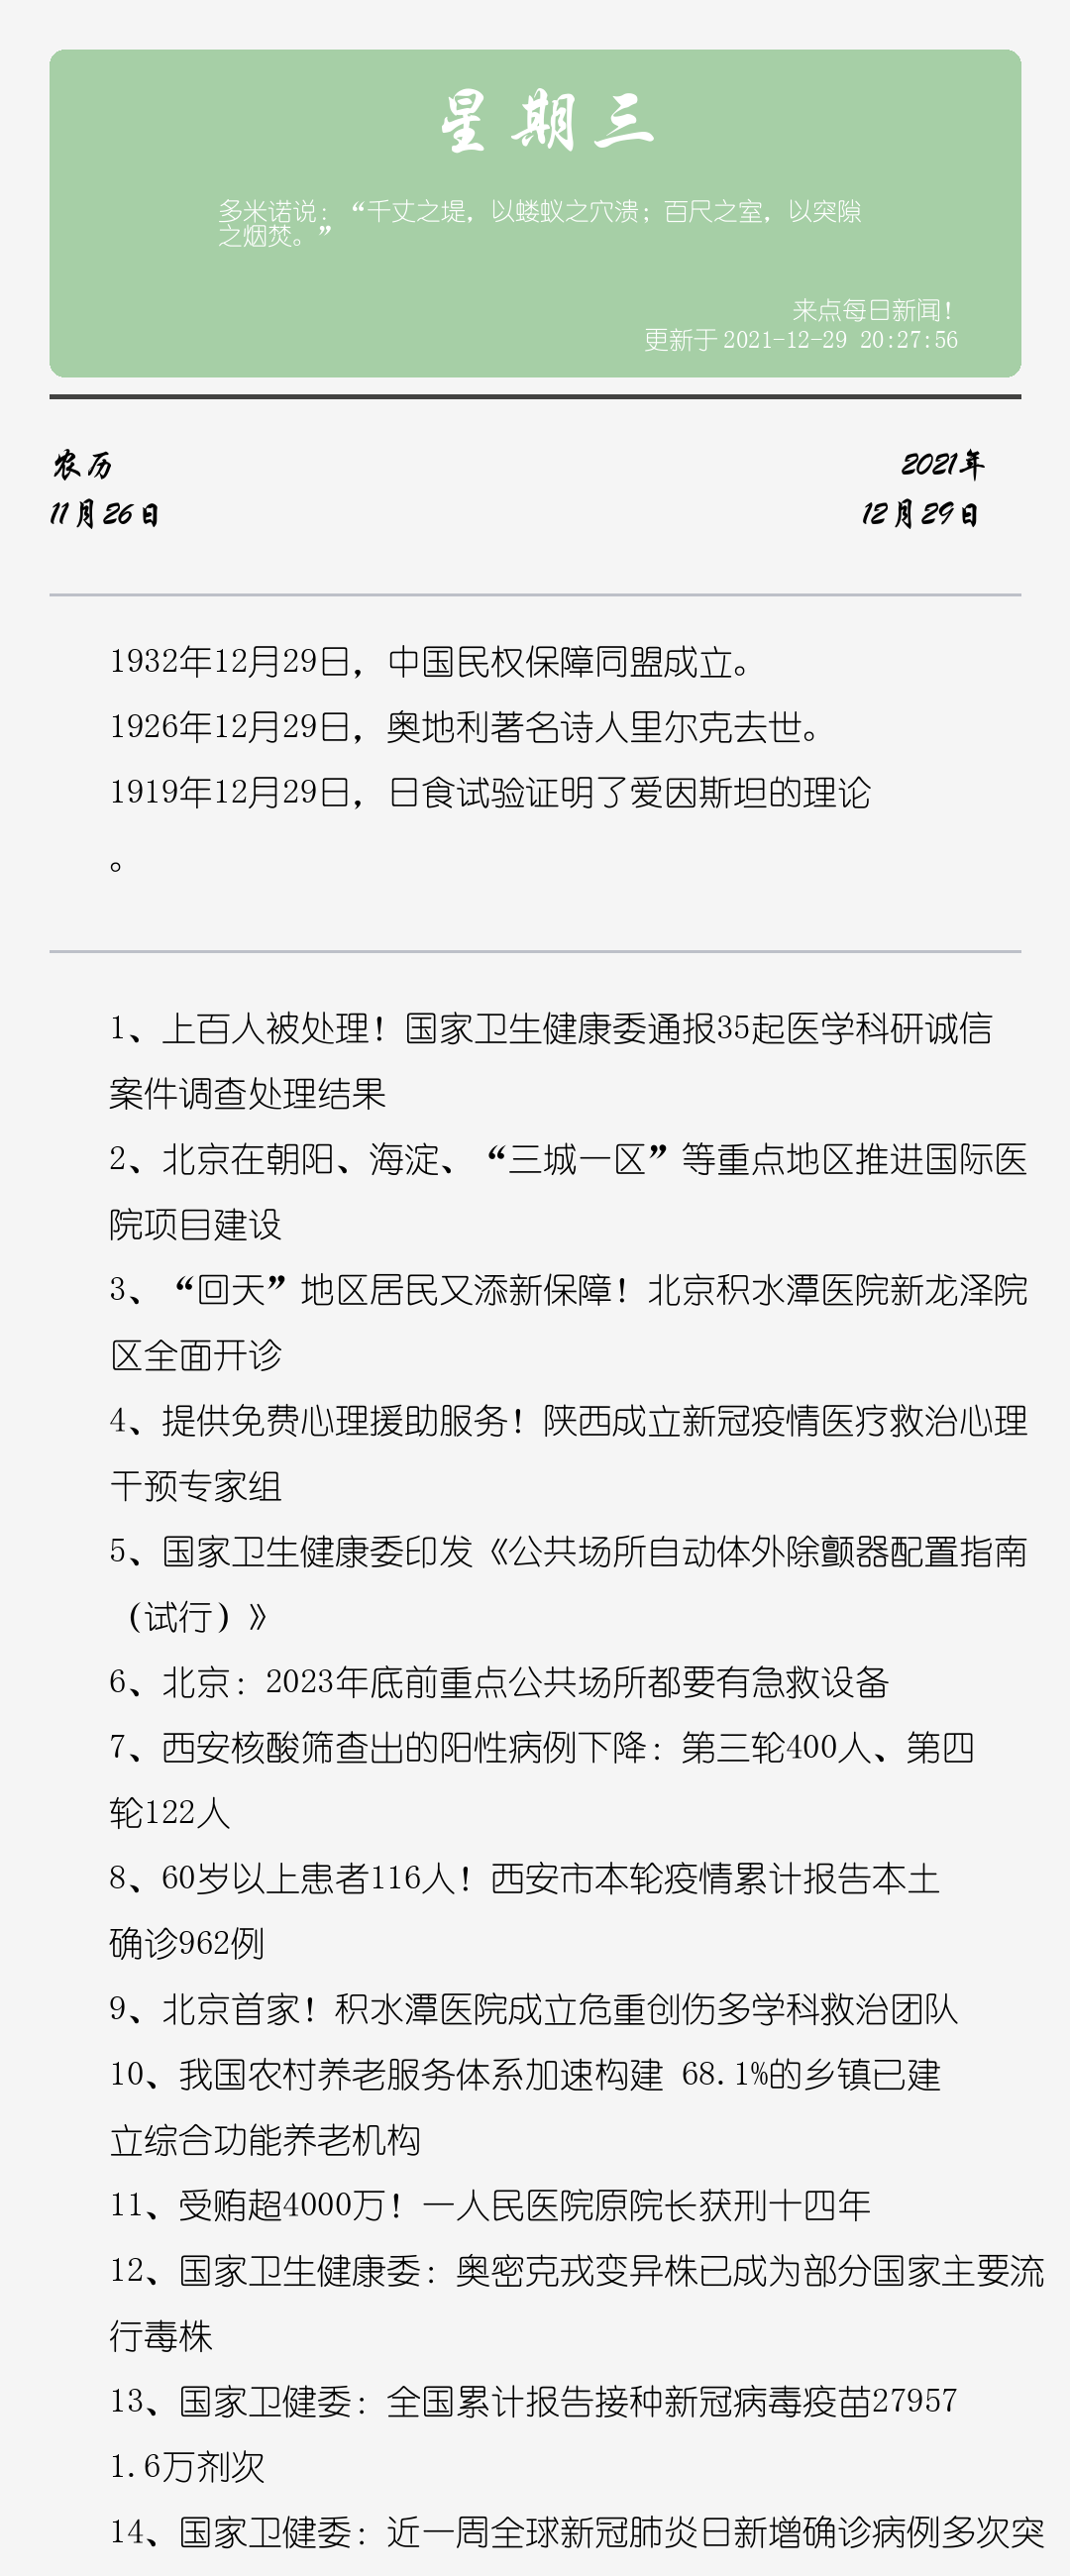 星期三
多米诺说：“千丈之堤，以蝼蚁之穴溃；百尺之室，以突隙
之烟焚。”
来点每日新闻！
更新于2021-12-29 20:27:56
农历
2021年
11月26日
12月29日
1932年12月29日，中国民权保障同盟成立。
1926年12月29日，奥地利著名诗人里尔克去世。
1919年12月29日，日食试验证明了爱因斯坦的理论
。
1、上百人被处理！国家卫生健康委通报35起医学科研诚信
案件调查处理结果
2、北京在朝阳、海淀、“三城一区”等重点地区推进国际医
院项目建设
3、“回天”地区居民又添新保障！北京积水潭医院新龙泽院
区全面开诊
4、提供免费心理援助服务！陕西成立新冠疫情医疗救治心理
干预专家组
5、国家卫生健康委印发《公共场所自动体外除颤器配置指南
（试行）》
6、北京：2023年底前重点公共场所都要有急救设备
7、西安核酸筛查出的阳性病例下降：第三轮400人、第四
轮122人
8、60岁以上患者116人！西安市本轮疫情累计报告本土
确诊962例
9、北京首家！积水潭医院成立危重创伤多学科救治团队
10、我国农村养老服务体系加速构建 68.1%的乡镇已建
立综合功能养老机构
11、受贿超4000万！一人民医院原院长获刑十四年
12、国家卫生健康委：奥密克戎变异株已成为部分国家主要流
行毒株
13、国家卫健委：全国累计报告接种新冠病毒疫苗27957
1.6万剂次
14、国家卫健委：近一周全球新冠肺炎日新增确诊病例多次突